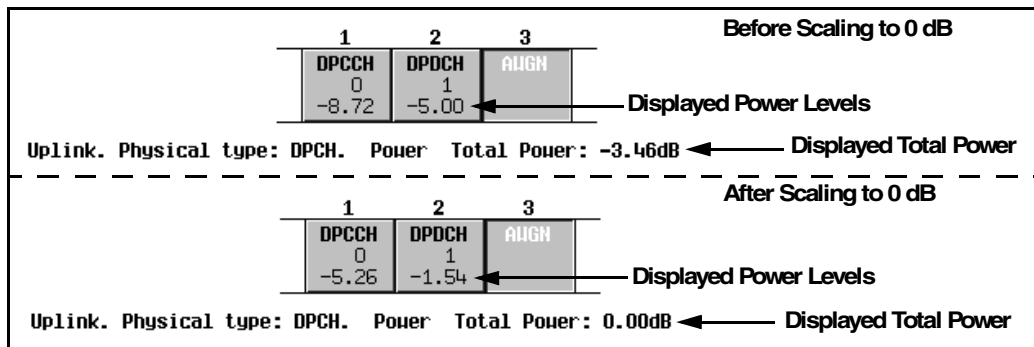 Before Scaling to 0 dB
1 2 3
DPCCH DPDCH AWGN
0 1
-8.72 -5.00 Displayed Power Levels
Uplink. Physical type: DPCH. Power Total Power: -3.46dB Displayed Total Power
After Scaling to 0 dB
1 2 3
DPCCH DPDCH AWGN
0 1
-5.26 -1.54 Displayed Power Levels
Uplink. Physical type: DPCH. Power Total Power: 0.00dB Displayed Total Power